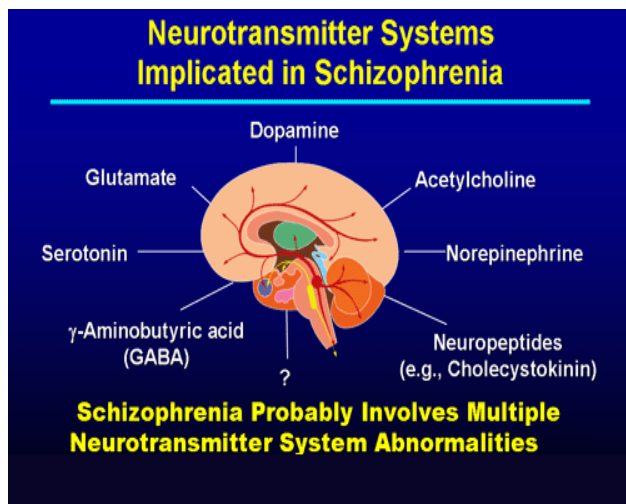 Neurotransmitter Systems
Implicated in Schizophrenia
Dopamine
Glutamate
Acetylcholine
Serotonin
Norepinephrine
γ-Aminobutyric acid
(GABA)
?
Neuropeptides
(e.g., Cholecystokinin)
Schizophrenia Probably Involves Multiple
Neurotransmitter System Abnormalities